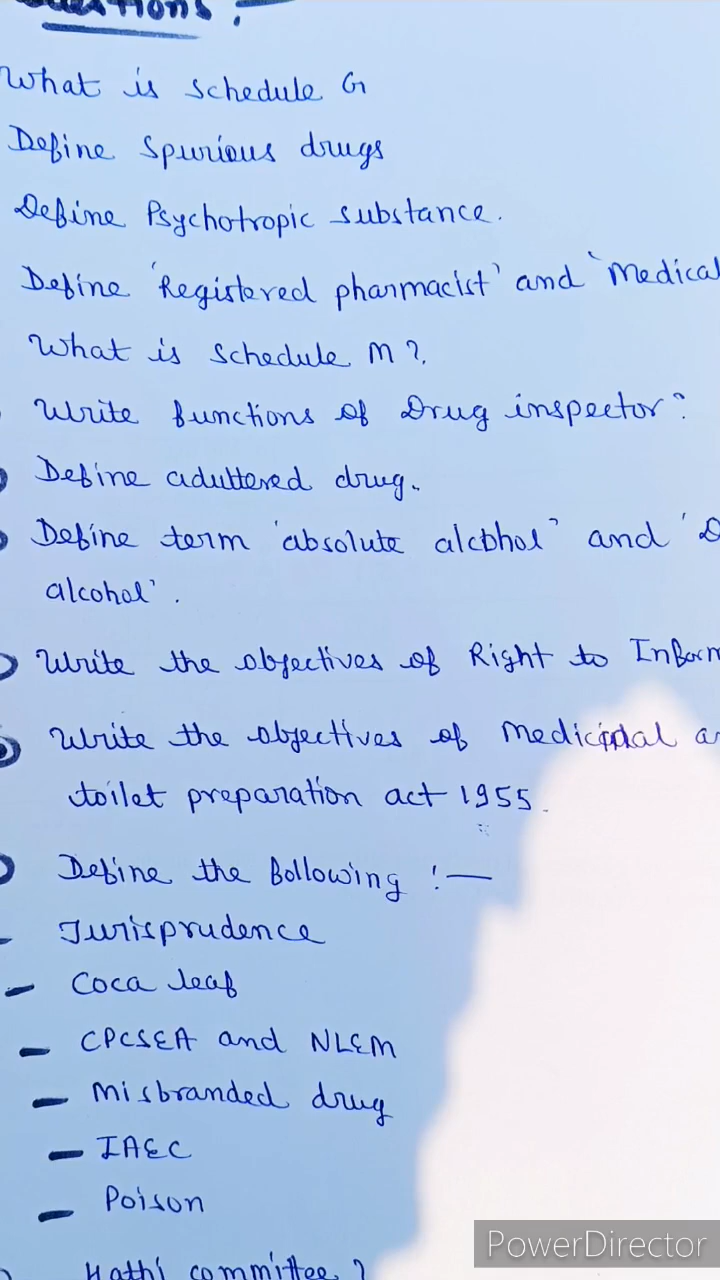 What is schedule G
Define Spurious drugs
Define Psychotropic substance.
Define 'Registered pharmacist' and 'Medical
What is schedule M?.
Write functions of Drug inspector?
Define adultered drug.
Define term 'absolute alcohol' and 'D
alcohol'.
Write the objectives of Right to Inform
Write the objectives of Medicinal a
toilet preparation act 1955.
Define the following :—
Jurisprudence
— Coca leaf
— CPCSEA and NLEM
— Misbranded drug
— IAEC
— Poison
Hathi committee?
PowerDirector